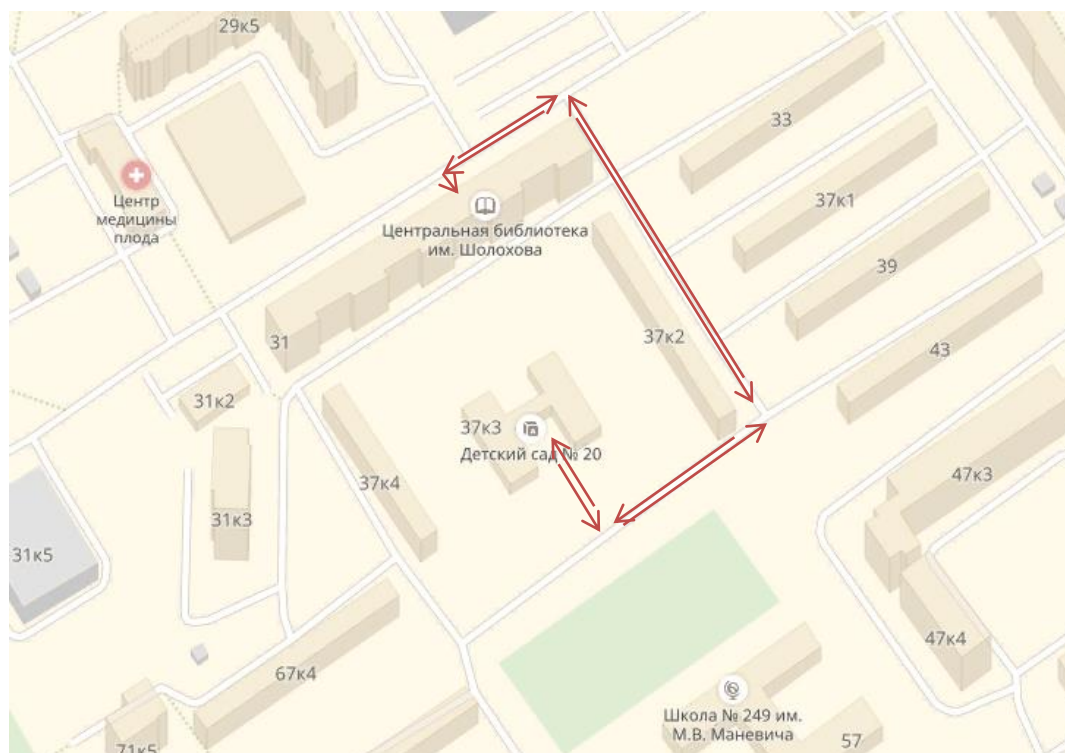 29к5
33
Центр
медицины
плода
37к1
Центральная библиотека
им. Шолохова
39
31
37к2
43
31к2
37к3
Детский сад № 20
37к4
47к3
31к3
31к5
47к4
67к4
Школа № 249 им.
М.В. Маневича
57
71к5